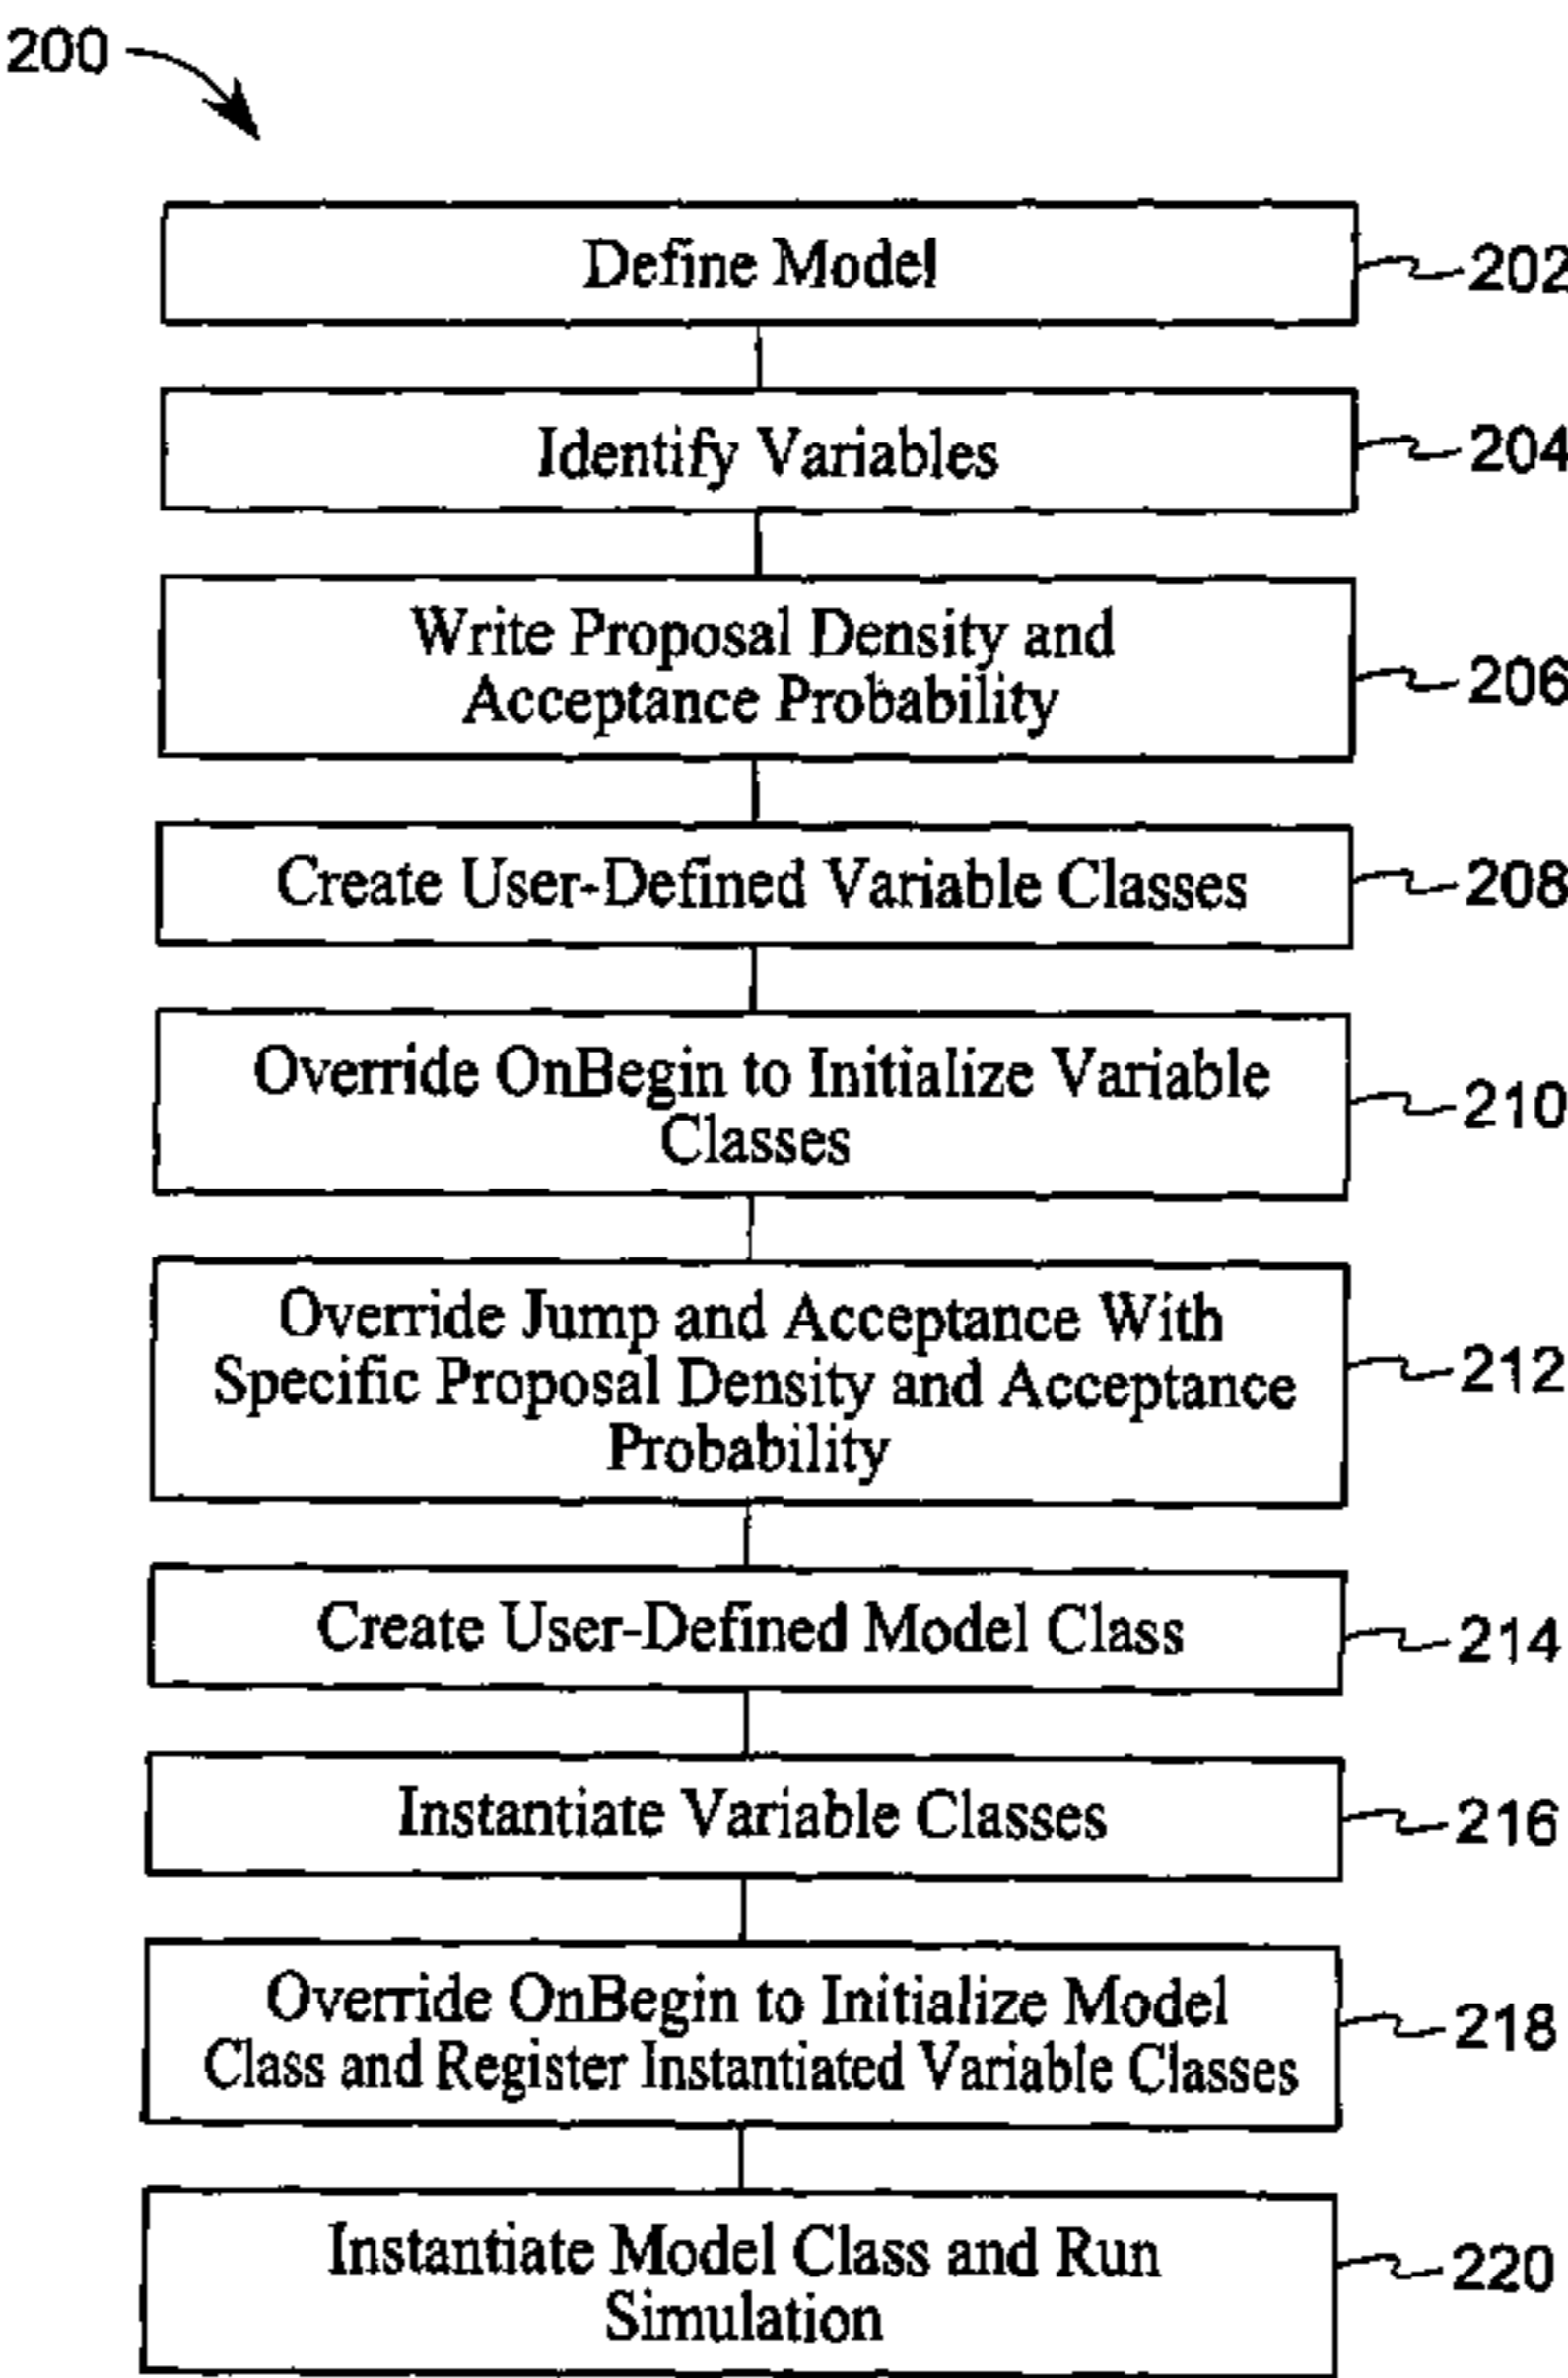 200
Define Model
202
Identify Variables
204
Write Proposal Density and
Acceptance Probability
206
Create User-Defined Variable Classes
208
Override OnBegin to Initialize Variable
Classes
210
Override Jump and Acceptance With
Specific Proposal Density and Acceptance
Probability
212
Create User-Defined Model Class
214
Instantiate Variable Classes
216
Override OnBegin to Initialize Model
Class and Register Instantiated Variable Classes
218
Instantiate Model Class and Run
Simulation
220